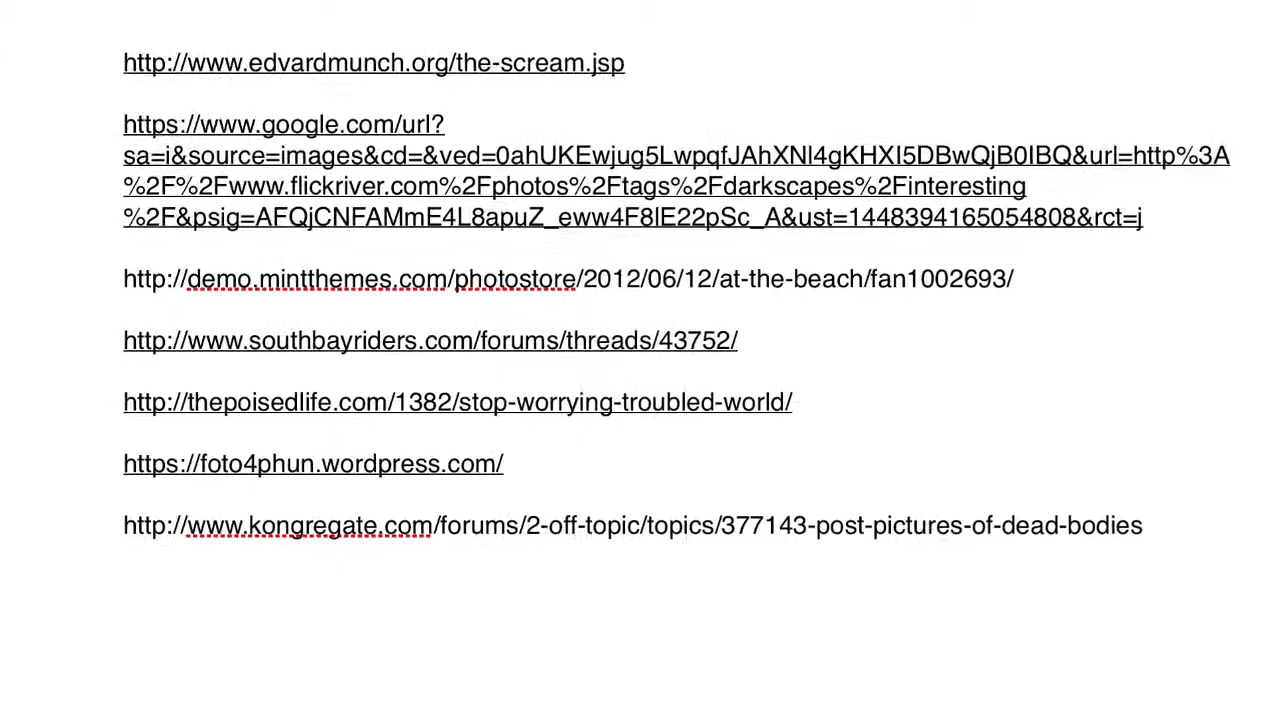 http://www.edvardmunch.org/the-scream.jsp
https://www.google.com/url?
sa=i&source=images&cd=&ved=0ahUKEwjug5LwpqfJAhXNl4gKHXI5DBwQjB0IBQ&url=http%3A
%2F%2Fwww.flickriver.com%2Fphotos%2Ftags%2Fdarkscapes%2Finteresting
%2F&psig=AFQjCNFAMmE4L8apuZ_eww4F8lE22pSc_A&ust=1448394165054808&rct=j
http://demo.mintthemes.com/photostore/2012/06/12/at-the-beach/fan1002693/
http://www.southbayriders.com/forums/threads/43752/
http://thepoisedlife.com/1382/stop-worrying-troubled-world/
https://foto4phun.wordpress.com/
http://www.kongregate.com/forums/2-off-topic/topics/377143-post-pictures-of-dead-bodies